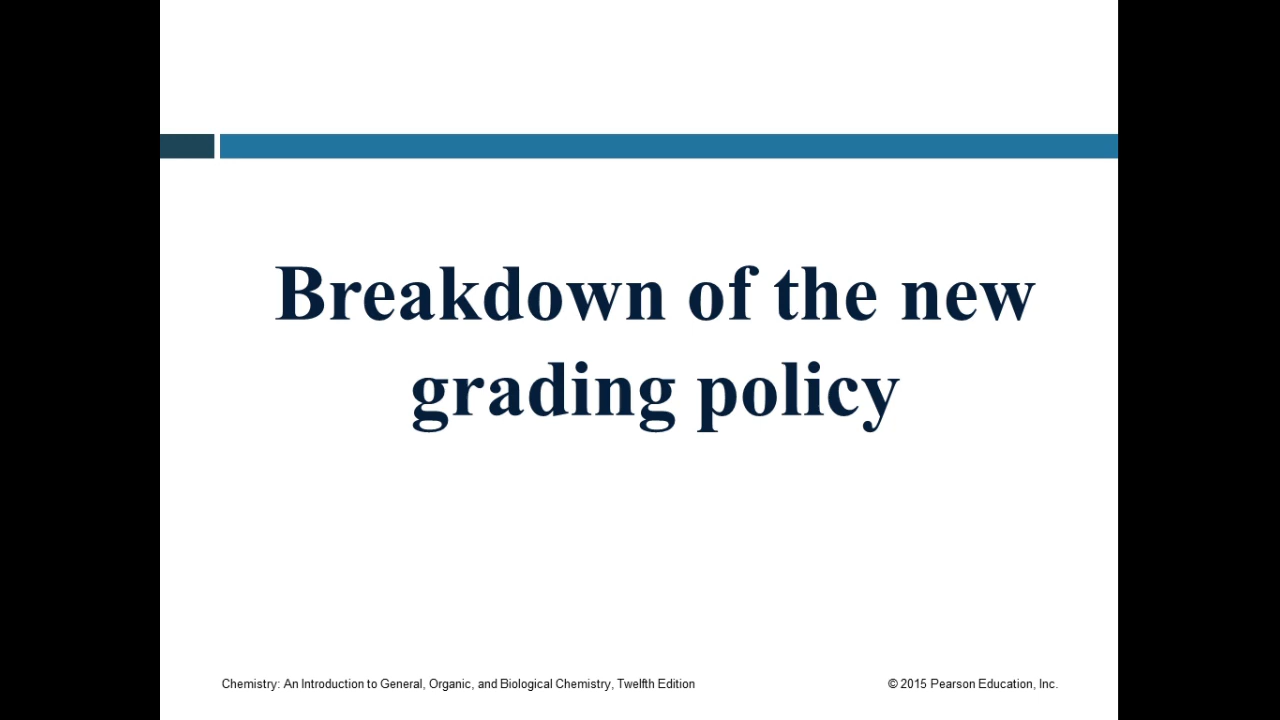 Breakdown of the new
grading policy
Chemistry: An Introduction to General, Organic, and Biological Chemistry, Twelfth Edition
© 2015 Pearson Education, Inc.